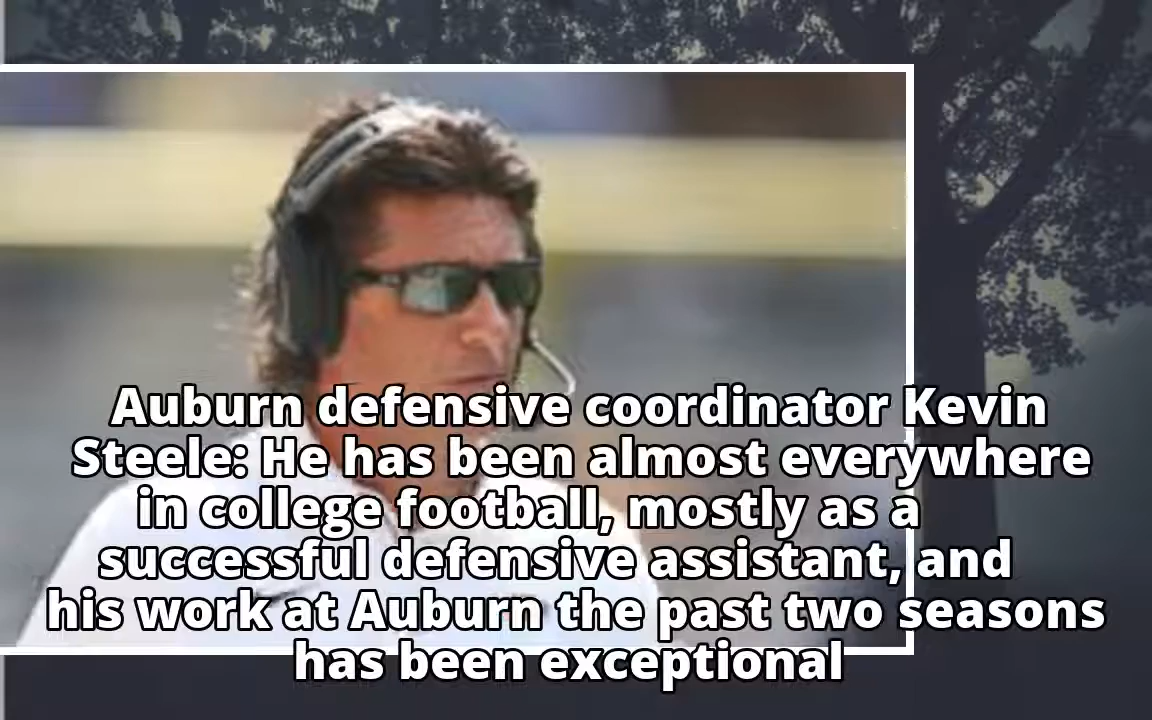 Auburn defensive coordinator Kevin
Steele: He has been almost everywhere
in college football, mostly as a
successful defensive assistant, and
his work at Auburn the past two seasons
has been exceptional